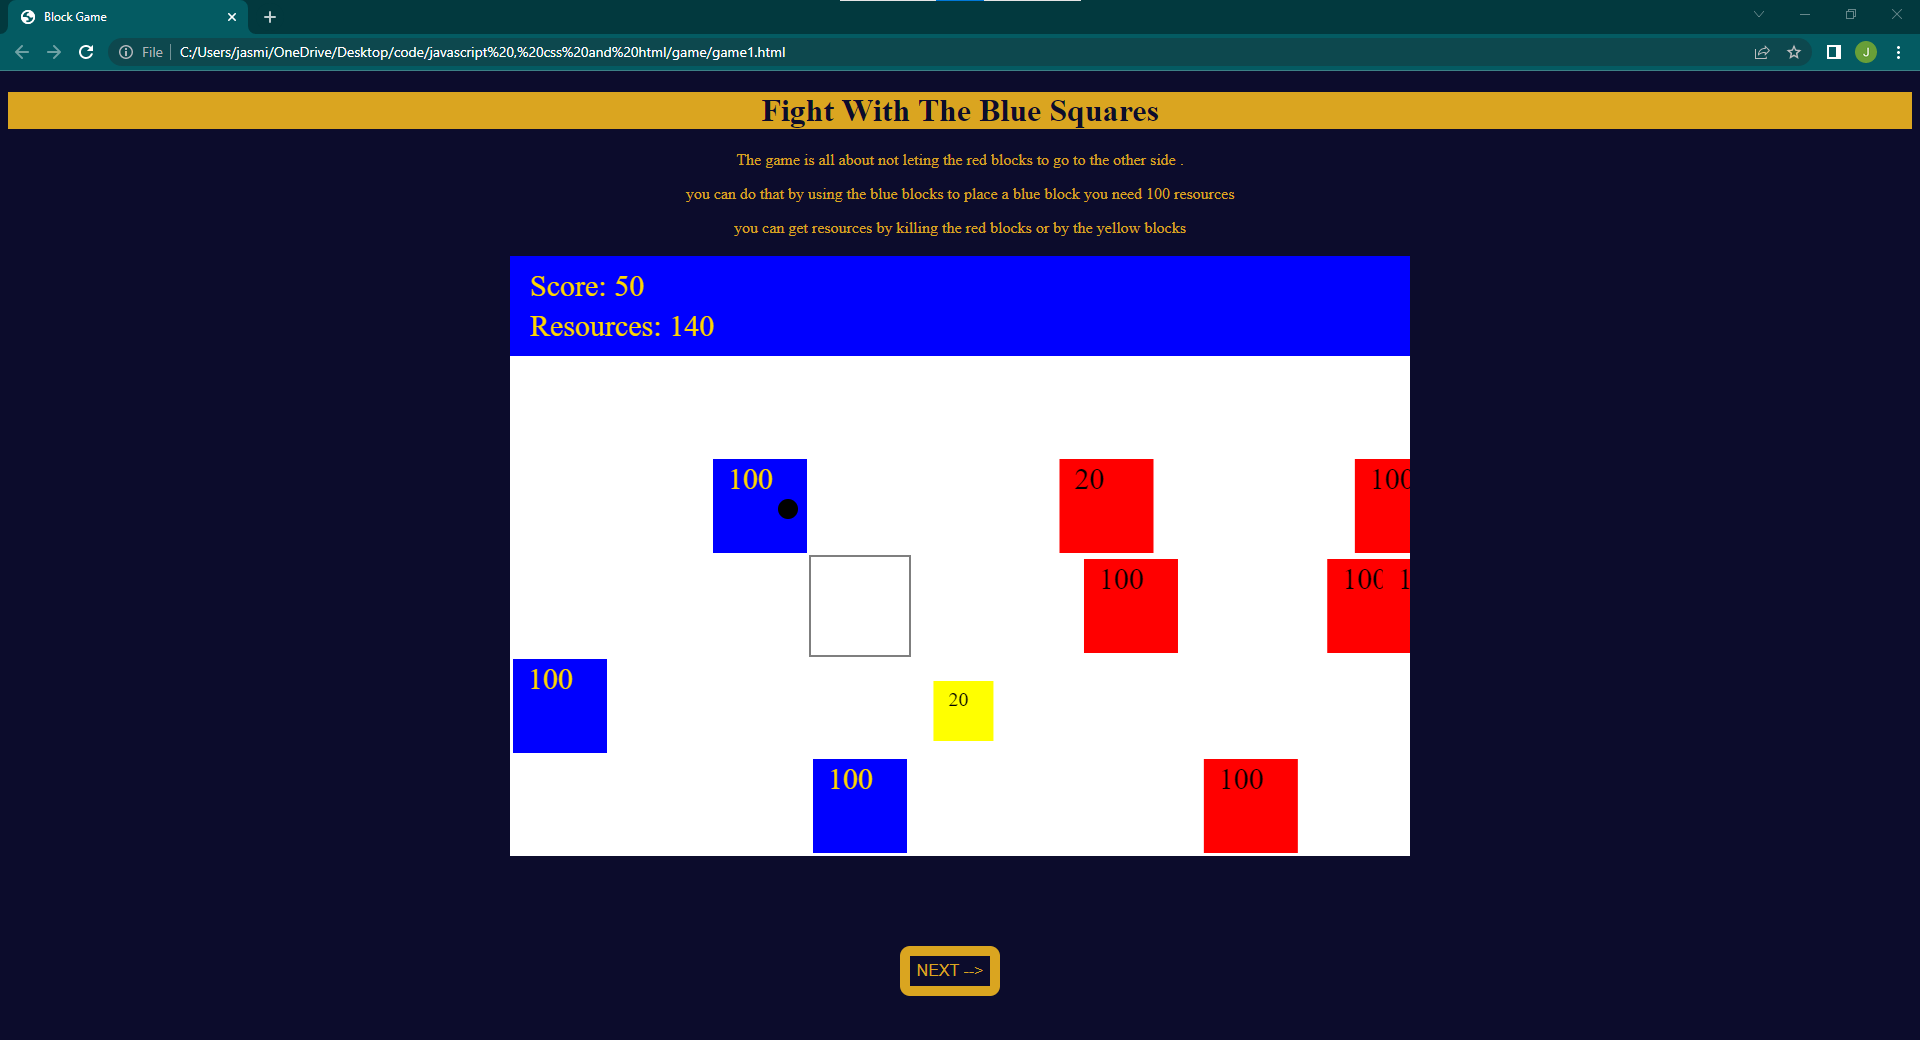 Block Game
File C:/Users/jasmi/OneDrive/Desktop/code/javascript%20,%20css%20and%20html/game/game1.html
J
Fight With The Blue Squares
The game is all about not leting the red blocks to go to the other side .
you can do that by using the blue blocks to place a blue block you need 100 resources
you can get resources by killing the red blocks or by the yellow blocks
Score: 50
Resources: 140
100 20 100
100 100 1
100
20
100 100
NEXT -->